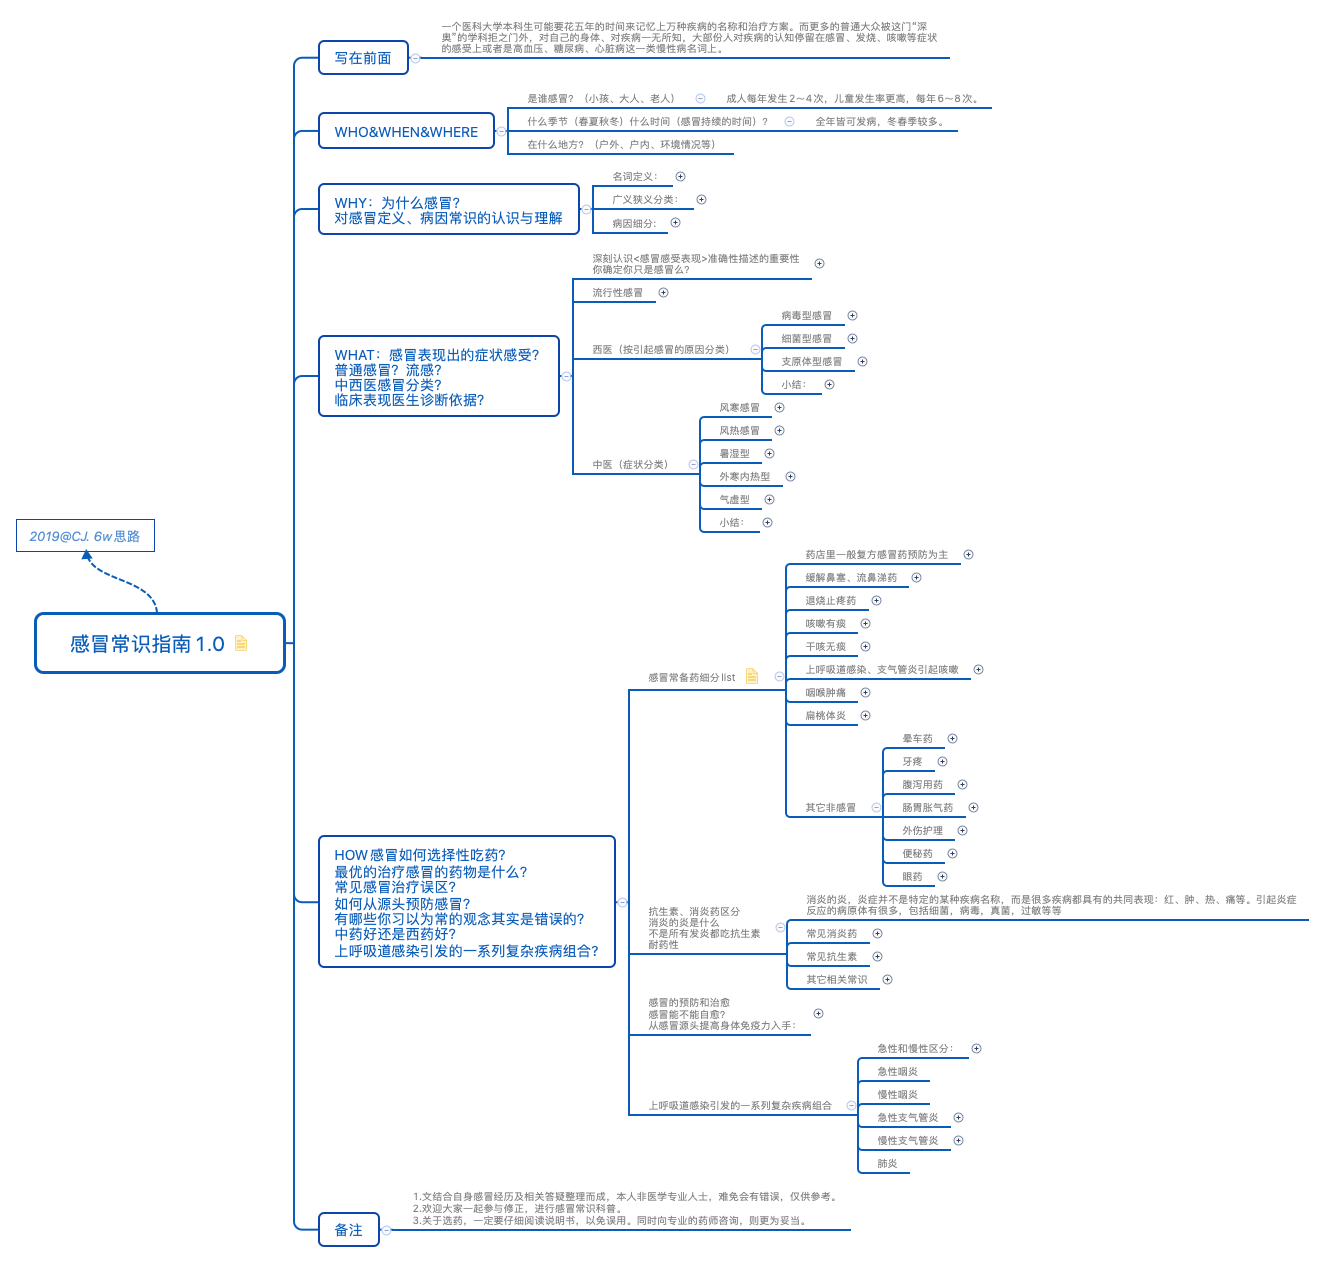 2019@CJ. 6w思路
感冒常识指南1.0
写在前面
一个医科大学本科生可能要花五年的时间来记忆上万种疾病的名称和治疗方案。而更多的普通大众被这门“深
奥”的学科拒之门外，对自己的身体、对疾病一无所知，大部份人对疾病的认知停留在感冒、发烧、咳嗽等症状
的感受上或者是高血压、糖尿病、心脏病这一类慢性病名词上。
WHO&WHEN&WHERE
是谁感冒？（小孩、大人、老人）
成人每年发生2～4次，儿童发生率更高，每年6～8次。
什么季节（春夏秋冬）什么时间（感冒持续的时间）?
全年皆可发病，冬春季较多。
在什么地方？（户外、户内、环境情况等）
WHY：为什么感冒？
对感冒定义、病因常识的认识与理解
名词定义：
广义狭义分类：
病因细分：
WHAT：感冒表现出的症状感受？
普通感冒？流感？
中西医感冒分类？
临床表现医生诊断依据？
深刻认识<感冒感受表现>准确性描述的重要性
你确定你只是感冒么？
流行性感冒
西医（按引起感冒的原因分类）
病毒型感冒
细菌型感冒
支原体型感冒
小结：
中医（症状分类）
风寒感冒
风热感冒
暑湿型
外寒内热型
气虚型
小结：
HOW感冒如何选择性吃药？
最优的治疗感冒的药物是什么？
常见感冒治疗误区？
如何从源头预防感冒？
有哪些你习以为常的观念其实是错误的？
中药好还是西药好？
上呼吸道感染引发的一系列复杂疾病组合？
感冒常备药细分list
药店里一般复方感冒药预防为主
缓解鼻塞、流鼻涕药
退烧止疼药
咳嗽有痰
干咳无痰
上呼吸道感染、支气管炎引起咳嗽
咽喉肿痛
扁桃体炎
其它非感冒
晕车药
牙疼
腹泻用药
肠胃胀气药
外伤护理
便秘药
眼药
抗生素、消炎药区分
消炎的炎是什么
不是所有发炎都吃抗生素
耐药性
消炎的炎，炎症并不是特定的某种疾病名称，而是很多疾病都具有的共同表现：红、肿、热、痛等。引起炎症
反应的病原体有很多，包括细菌，病毒，真菌，过敏等等
常见消炎药
常见抗生素
其它相关常识
感冒的预防和治愈
感冒能不能自愈？
从感冒源头提高身体免疫力入手：
上呼吸道感染引发的一系列复杂疾病组合
急性和慢性区分：
急性咽炎
慢性咽炎
急性支气管炎
慢性支气管炎
肺炎
备注
1.文结合自身感冒经历及相关答疑整理而成，本人非医学专业人士，难免会有错误，仅供参考。
2.欢迎大家一起参与修正，进行感冒常识科普。
3.关于选药，一定要仔细阅读说明书，以免误用。同时向专业的药师咨询，则更为妥当。